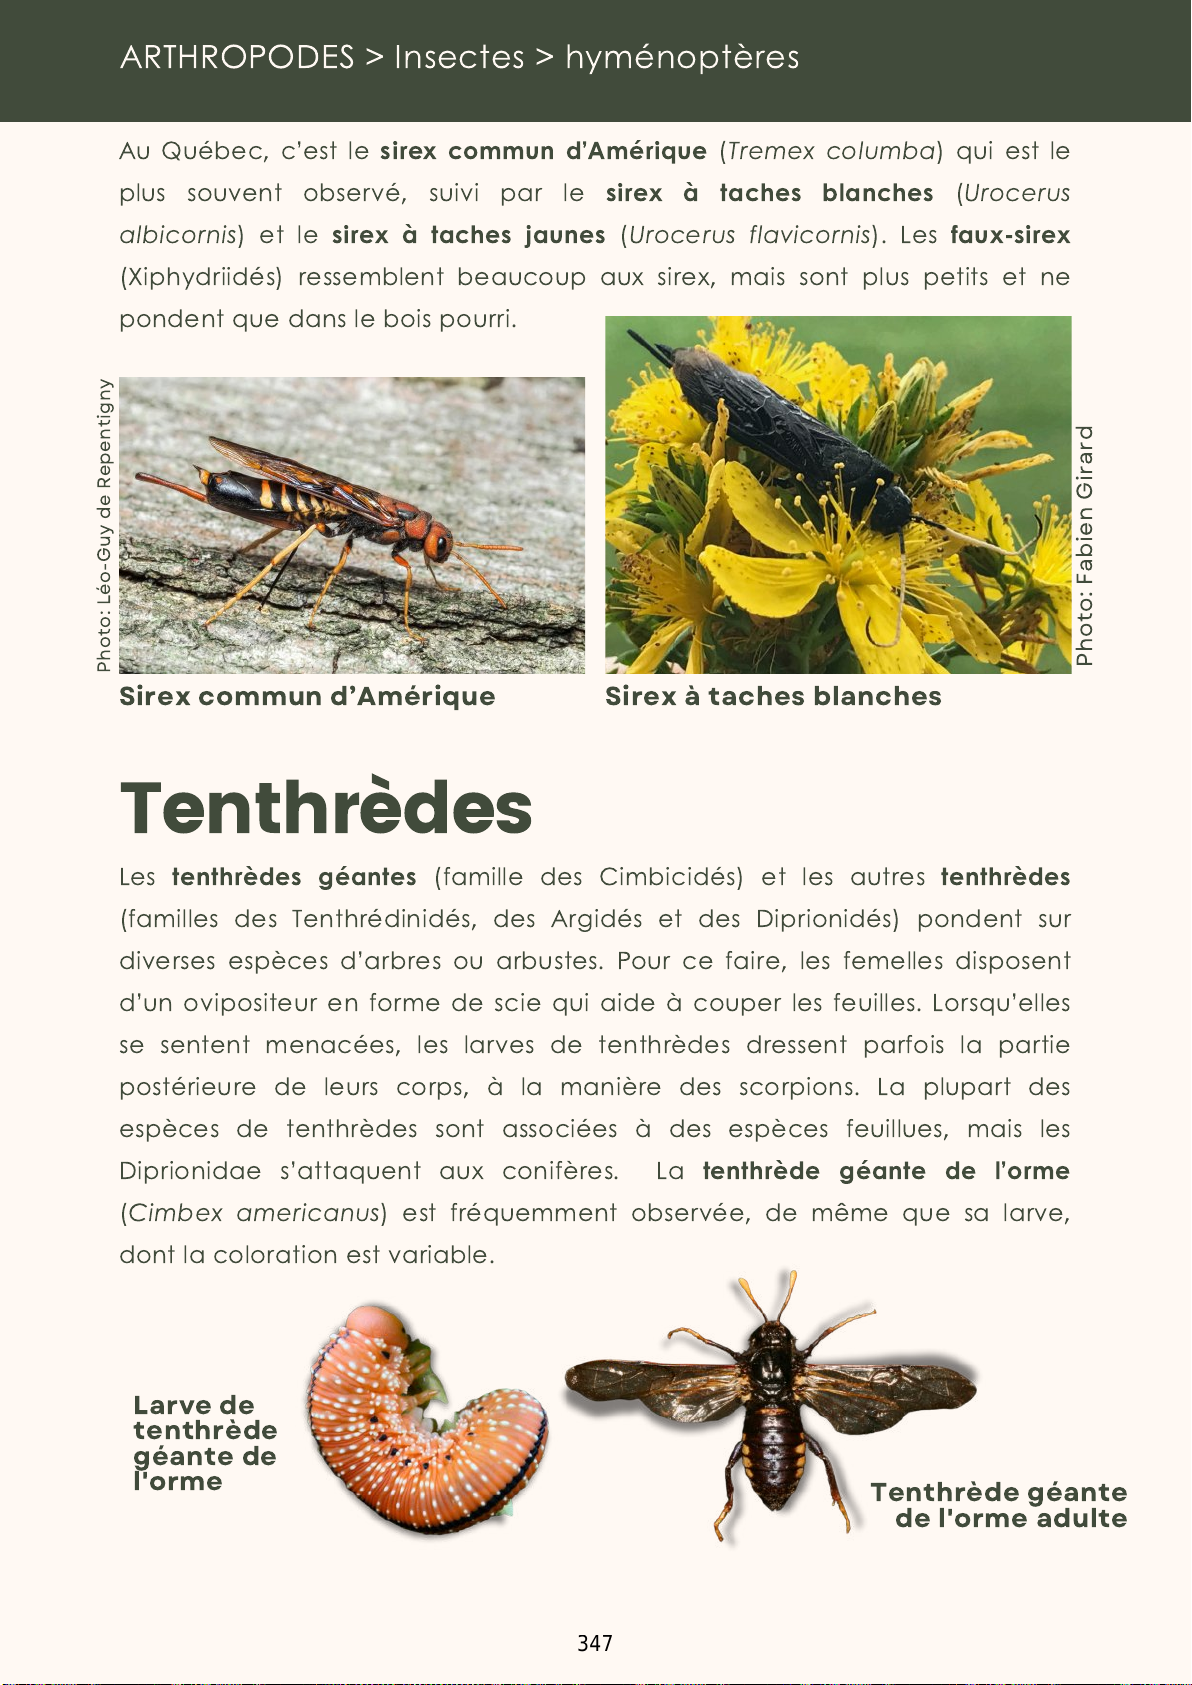 ARTHROPODES > Insectes > hyménoptères
Au Québec, c’est le sirex commun d’Amérique (Tremex columba) qui est le
plus souvent observé, suivi par le sirex à taches blanches (Urocerus
albicornis) et le sirex à taches jaunes (Urocerus flavicornis). Les faux-sirex
(Xiphydriidés) ressemblent beaucoup aux sirex, mais sont plus petits et ne
pondent que dans le bois pourri.
Photo: Léo-Guy de Repentigny
Photo: Fabien Girard
Sirex commun d’Amérique
Sirex à taches blanches
Tenthrèdes
Les tenthrèdes géantes (famille des Cimbicidés) et les autres tenthrèdes
(familles des Tenthrédinidés, des Argidés et des Diprionidés) pondent sur
diverses espèces d’arbres ou arbustes. Pour ce faire, les femelles disposent
d’un ovipositeur en forme de scie qui aide à couper les feuilles. Lorsqu’elles
se sentent menacées, les larves de tenthrèdes dressent parfois la partie
postérieure de leurs corps, à la manière des scorpions. La plupart des
espèces de tenthrèdes sont associées à des espèces feuillues, mais les
Diprionidae s’attaquent aux conifères. La tenthrède géante de l’orme
(Cimbex americanus) est fréquemment observée, de même que sa larve,
dont la coloration est variable.
Larve de
tenthrède
géante de
l'orme
Tenthrède géante
de l'orme adulte
347